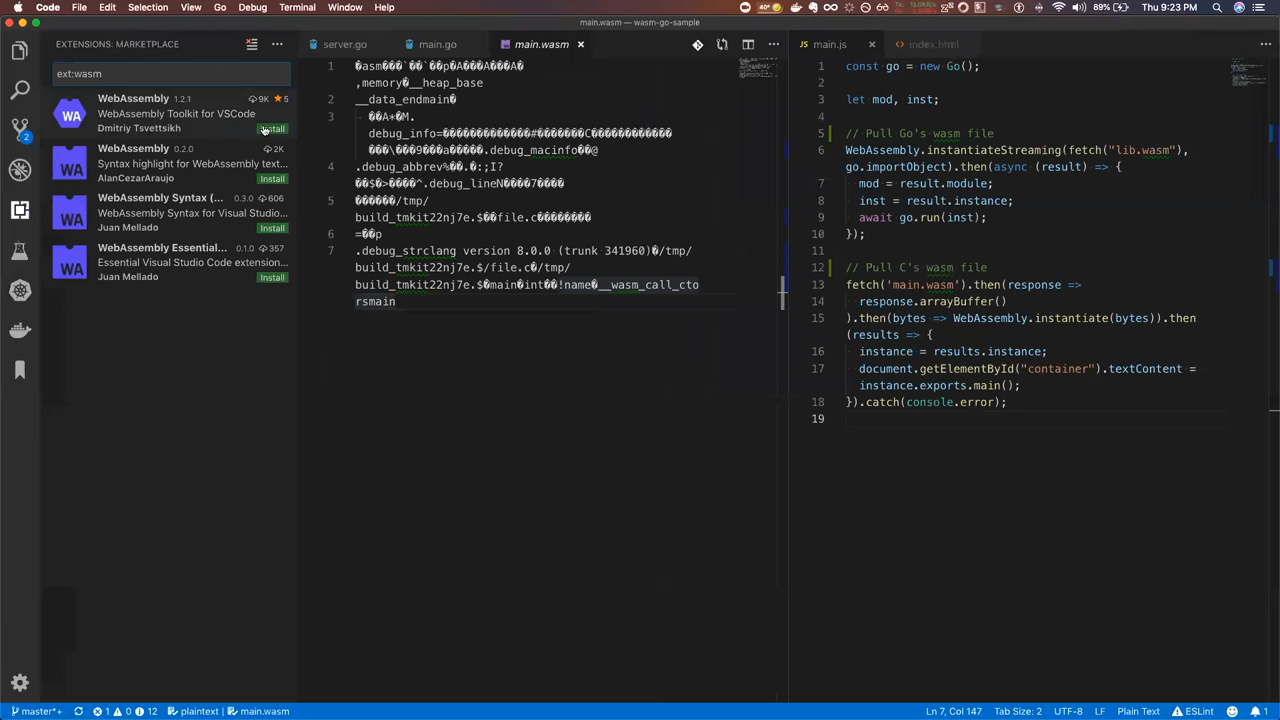 Code File Edit Selection View Go Debug Terminal Window Help
40° 89% Thu 9:23 PM
main.wasm — wasm-go-sample
EXTENSIONS: MARKETPLACE
ext:wasm
WebAssembly 1.2.1 9K 5
WebAssembly Toolkit for VSCode
Dmitriy Tsvettsikh Install
WebAssembly 0.2.0 2K
Syntax highlight for WebAssembly text...
AlanCezarAraujo Install
WebAssembly Syntax (... 0.3.0 606
WebAssembly Syntax for Visual Studio...
Juan Mellado Install
WebAssembly Essential... 0.1.0 357
Essential Visual Studio Code extension...
Juan Mellado Install
2
server.go main.go main.wasm
1 �asm���`��`��p�A���A���A�
,memory�__heap_base
2 __data_endmain�
3 ��A*�M.
debug_info=�������������#�������C������������
���\���9���a�����.debug_macinfo��@
4 .debug_abbrev%��.�:;I?
��$�>����^.debug_lineN����7����
5 ������/tmp/
build_tmkit22nj7e.$��file.c��������
6 =��p
7 .debug_strclang version 8.0.0 (trunk 341960)�/tmp/
build_tmkit22nj7e.$/file.c�/tmp/
build_tmkit22nj7e.$�main�int��!name�__wasm_call_cto
rsmain
main.js index.html
1 const go = new Go();
2
3 let mod, inst;
4
5 // Pull Go's wasm file
6 WebAssembly.instantiateStreaming(fetch("lib.wasm"),
go.importObject).then(async (result) => {
7 mod = result.module;
8 inst = result.instance;
9 await go.run(inst);
10 });
11
12 // Pull C's wasm file
13 fetch('main.wasm').then(response =>
14 response.arrayBuffer()
15 ).then(bytes => WebAssembly.instantiate(bytes)).then
(results => {
16 instance = results.instance;
17 document.getElementById("container").textContent =
instance.exports.main();
18 }).catch(console.error);
19
master*+ 1 0 12 plaintext main.wasm Ln 7, Col 147 Tab Size: 2 UTF-8 LF Plain Text ESLint 1